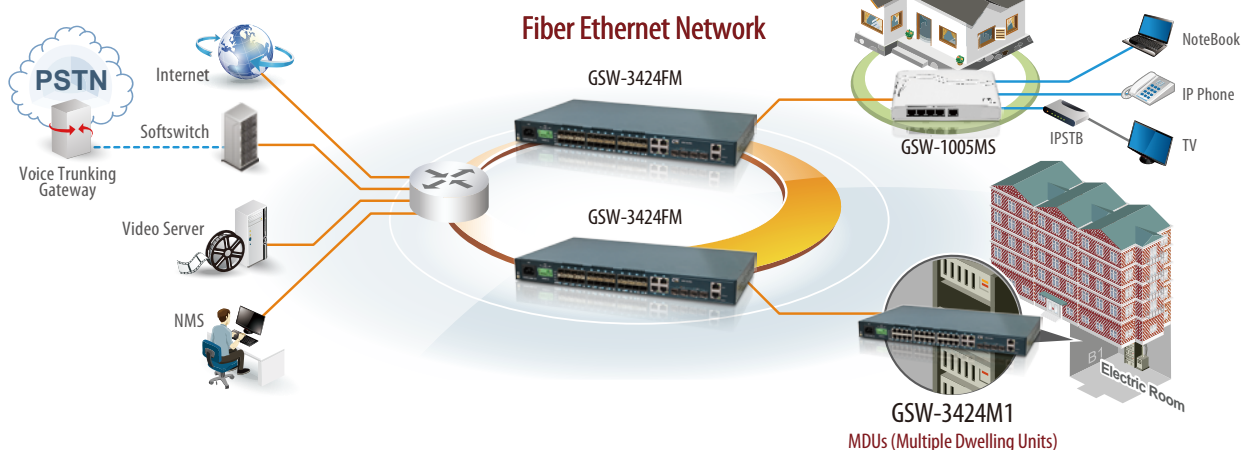 Fiber Ethernet Network
PSTN
Voice Trunking
Gateway
Internet
Softswitch
Video Server
NMS
GSW-3424FM
GSW-3424FM
GSW-1005MS
NoteBook
IP Phone
IPSTB
TV
B1
Electric Room
GSW-3424M1
MDUs (Multiple Dwelling Units)